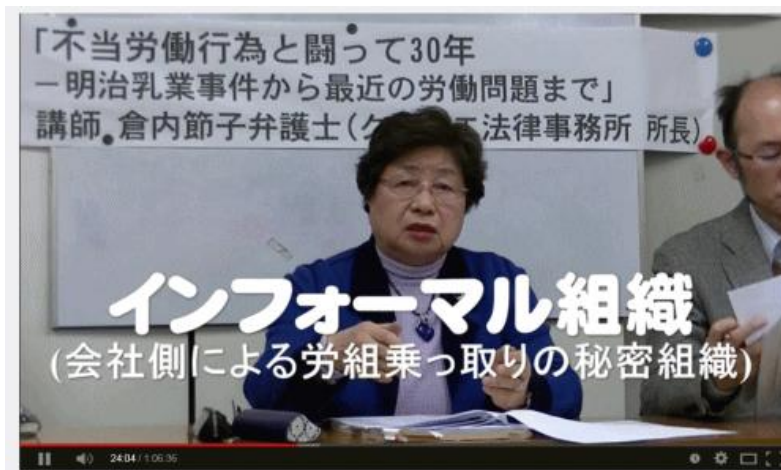 「不当労働行為と闘って30年
－明治乳業事件から最近の労働問題まで」
講師 倉内節子弁護士(ク 法律事務所 所長)
インフォーマル組織
(会社側による労組乗っ取りの秘密組織)
24:04 / 1:06:36